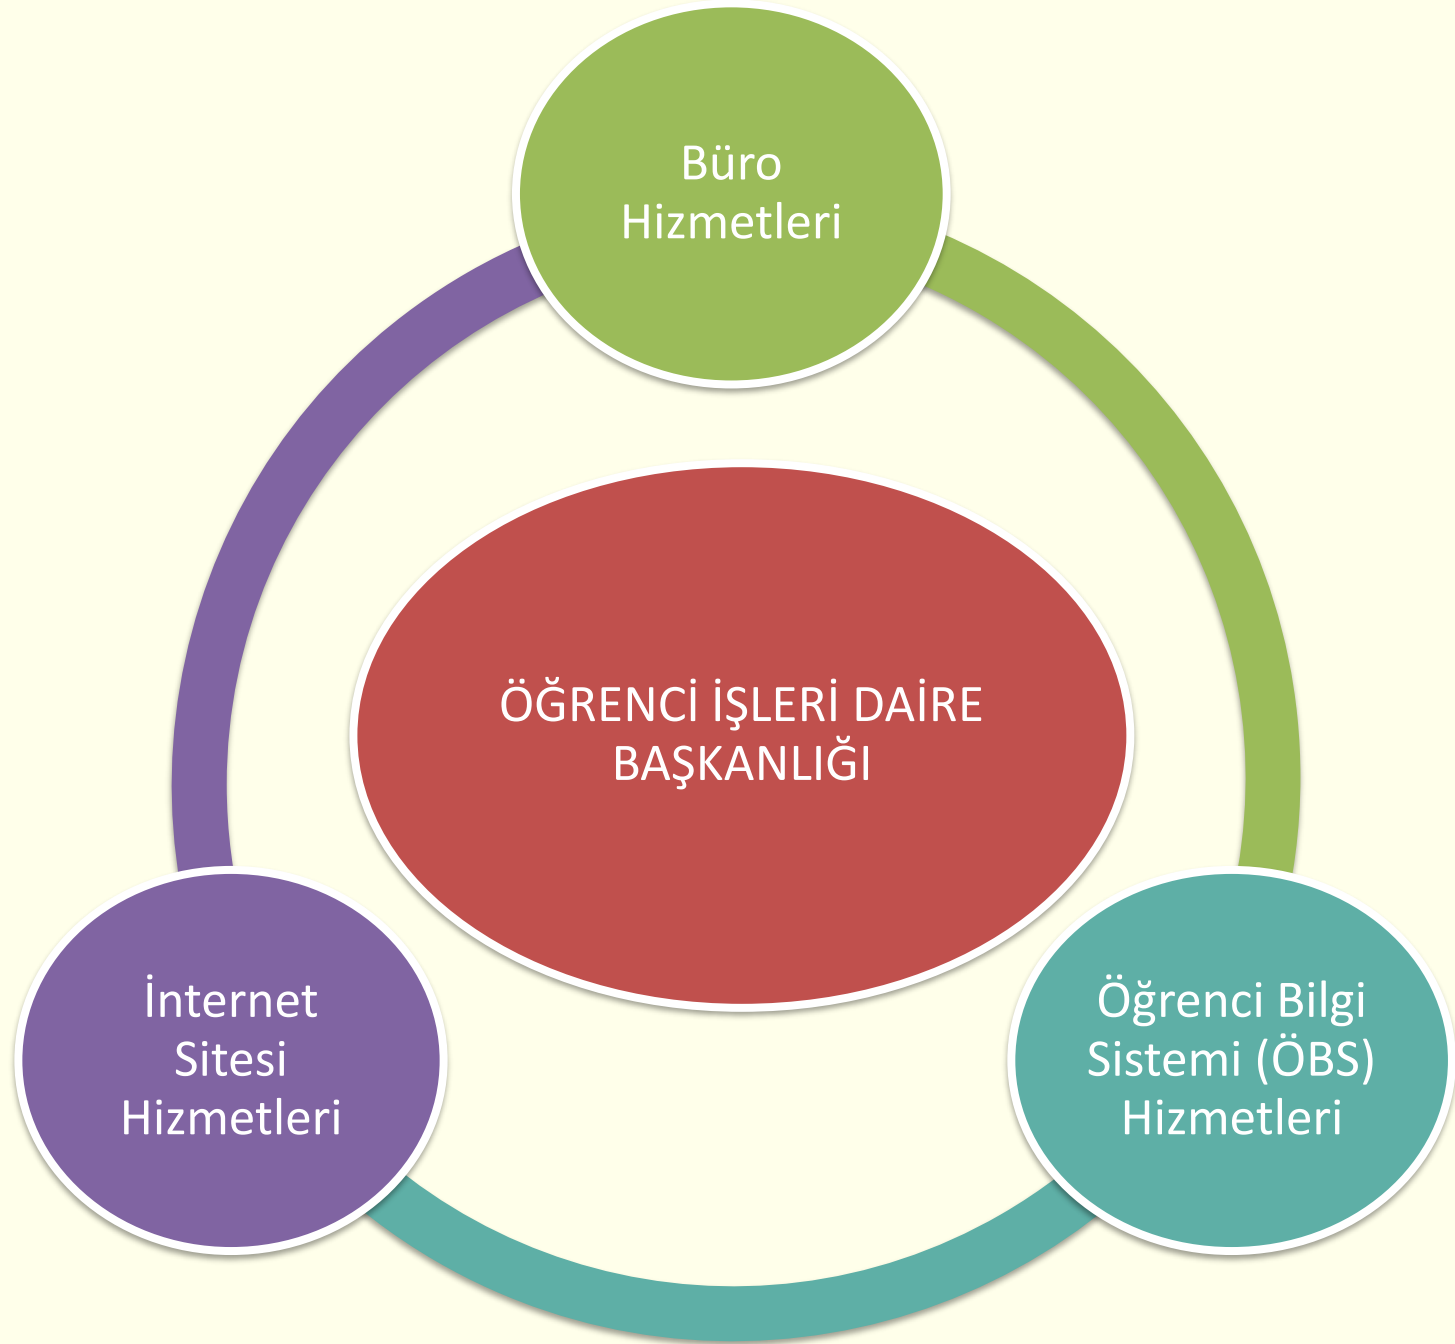 Büro
Hizmetleri
ÖĞRENCİ İŞLERİ DAİRE
BAŞKANLIĞI
İnternet
Sitesi
Hizmetleri
Öğrenci Bilgi
Sistemi (ÖBS)
Hizmetleri